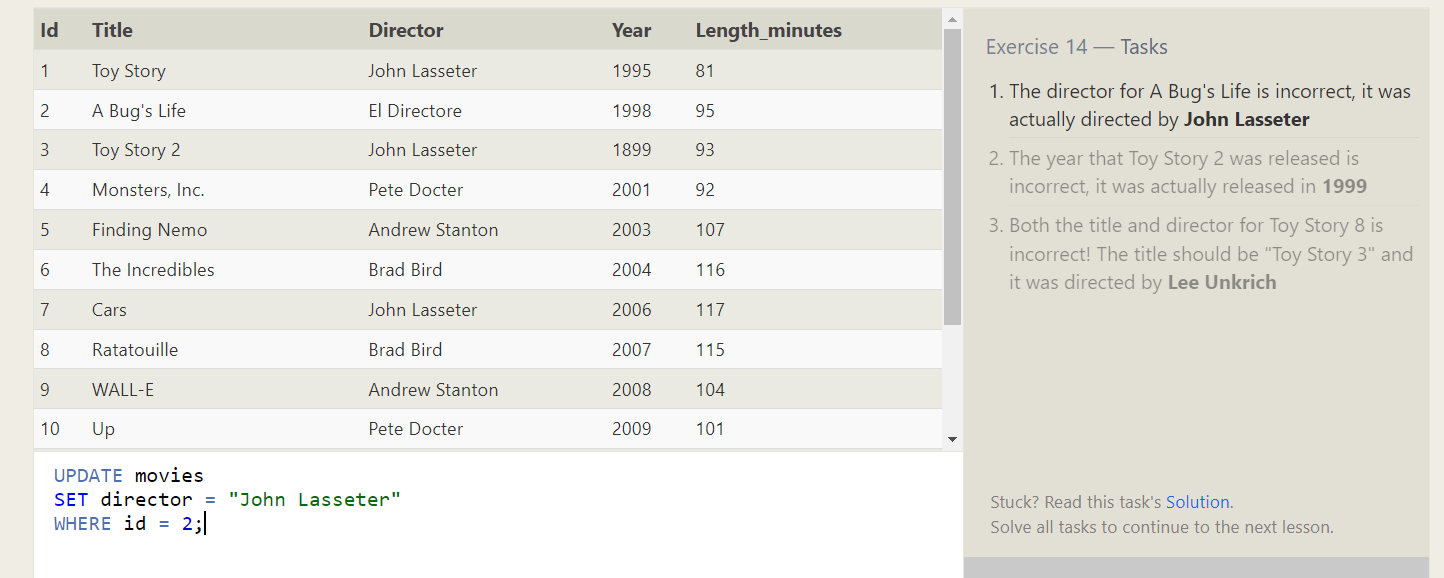 Id Title Director Year Length_minutes
1 Toy Story John Lasseter 1995 81
2 A Bug's Life El Directore 1998 95
3 Toy Story 2 John Lasseter 1899 93
4 Monsters, Inc. Pete Docter 2001 92
5 Finding Nemo Andrew Stanton 2003 107
6 The Incredibles Brad Bird 2004 116
7 Cars John Lasseter 2006 117
8 Ratatouille Brad Bird 2007 115
9 WALL-E Andrew Stanton 2008 104
10 Up Pete Docter 2009 101
UPDATE movies
SET director = "John Lasseter"
WHERE id = 2;
Exercise 14 — Tasks
1. The director for A Bug's Life is incorrect, it was
actually directed by John Lasseter
2. The year that Toy Story 2 was released is
incorrect, it was actually released in 1999
3. Both the title and director for Toy Story 8 is
incorrect! The title should be "Toy Story 3" and
it was directed by Lee Unkrich
Stuck? Read this task's Solution.
Solve all tasks to continue to the next lesson.